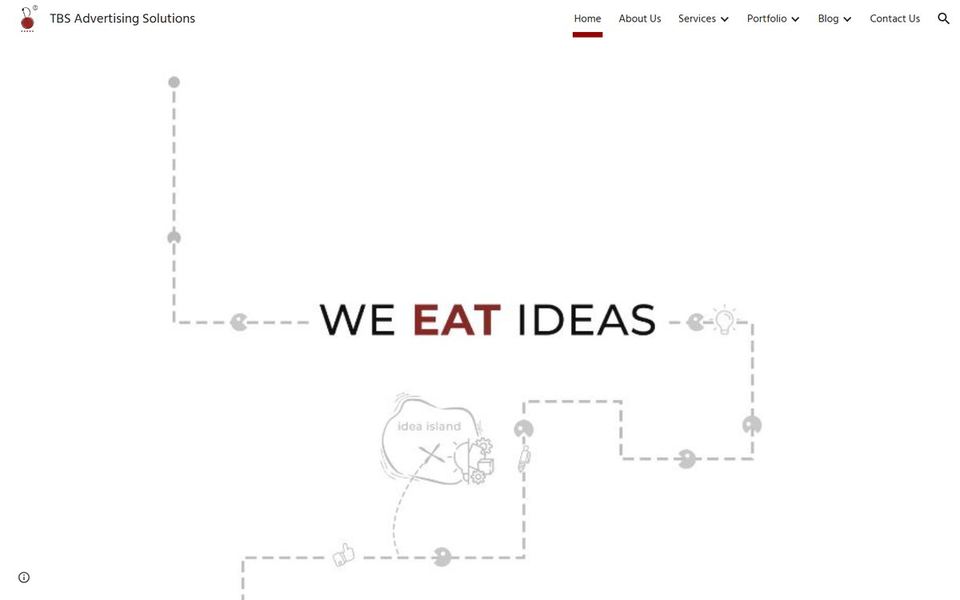 TBS Advertising Solutions
Home
About Us
Services
Portfolio
Blog
Contact Us
WE EAT IDEAS
idea island